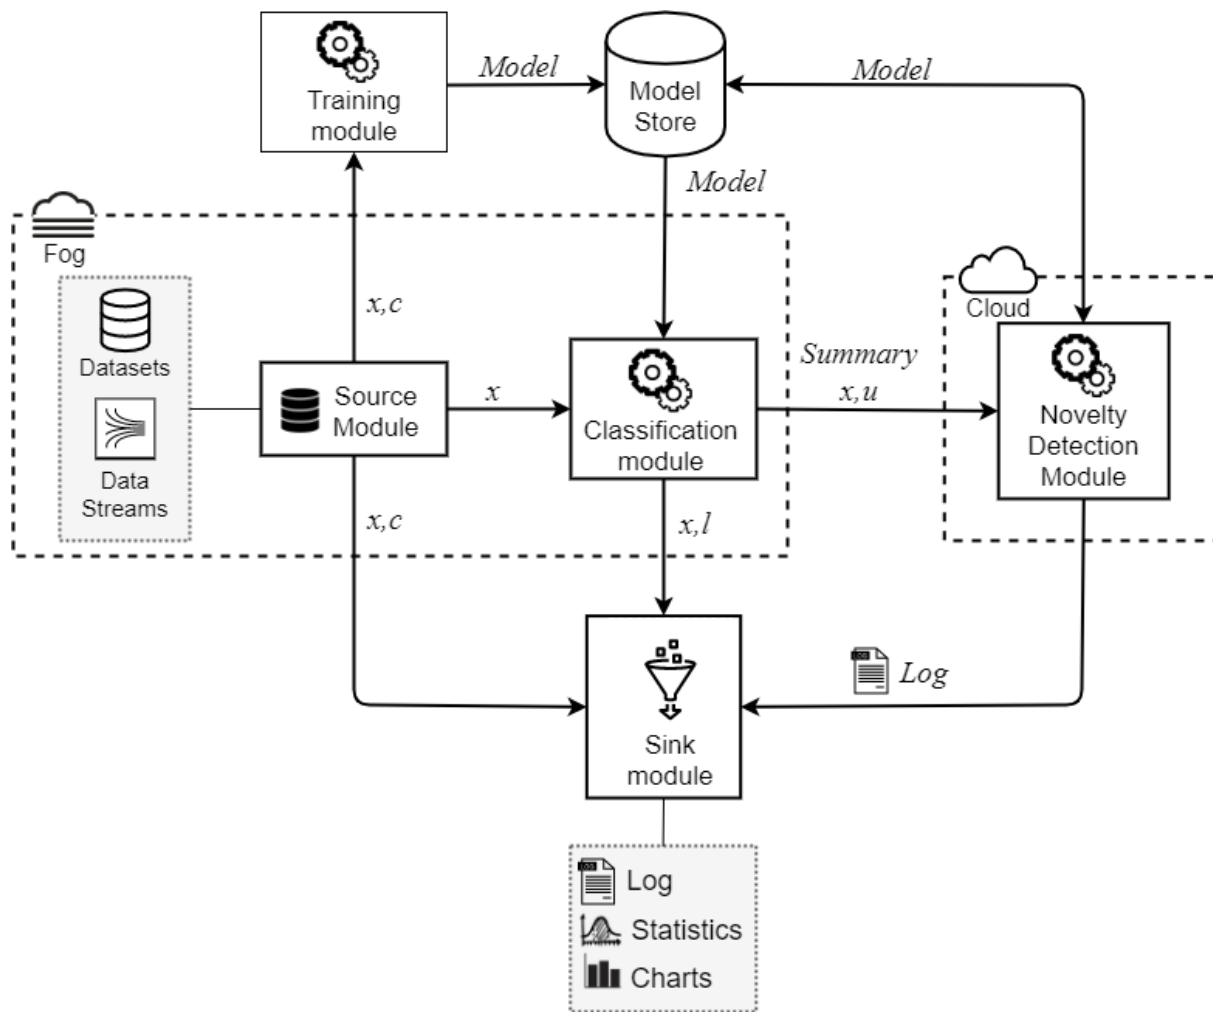 Training
module
Model
Model
Store
Model
Model
Fog
Cloud
Datasets
Data
Streams
x,c
Source
Module
x
Classification
module
Summary
x,u
Novelty
Detection
Module
x,c
x,l
Sink
module
Log
Log
Statistics
Charts